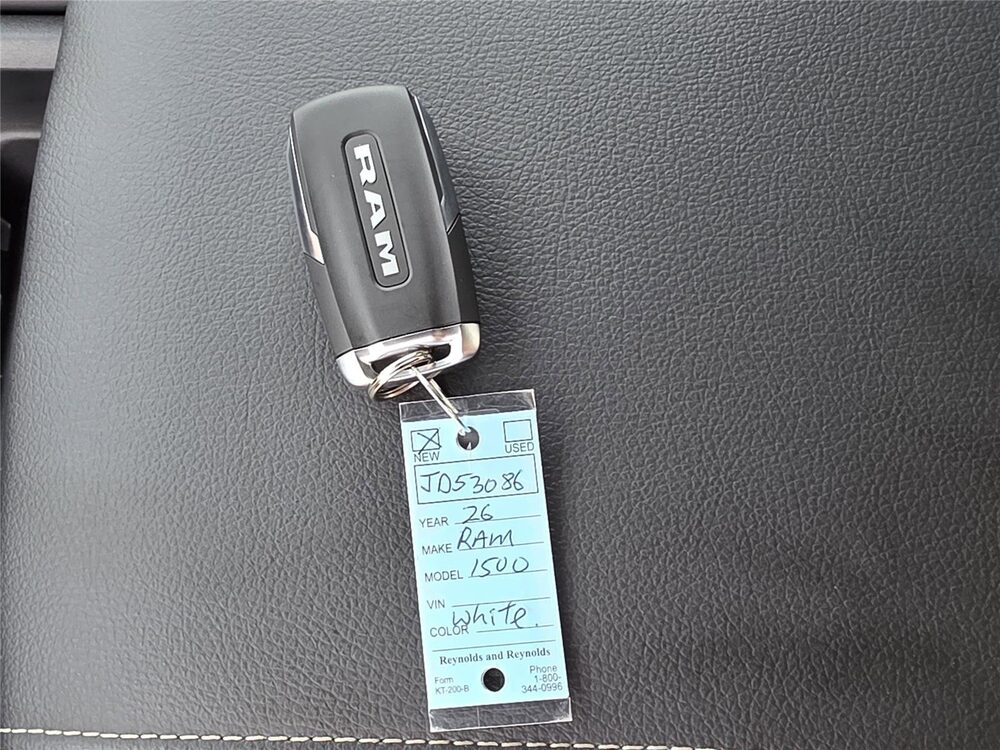 RAM
NEW USED
JD53086
YEAR 26
MAKE RAM
MODEL 1500
VIN
COLOR White.
Reynolds and Reynolds
Form Phone
KT-200-B 1-800-
344-0996